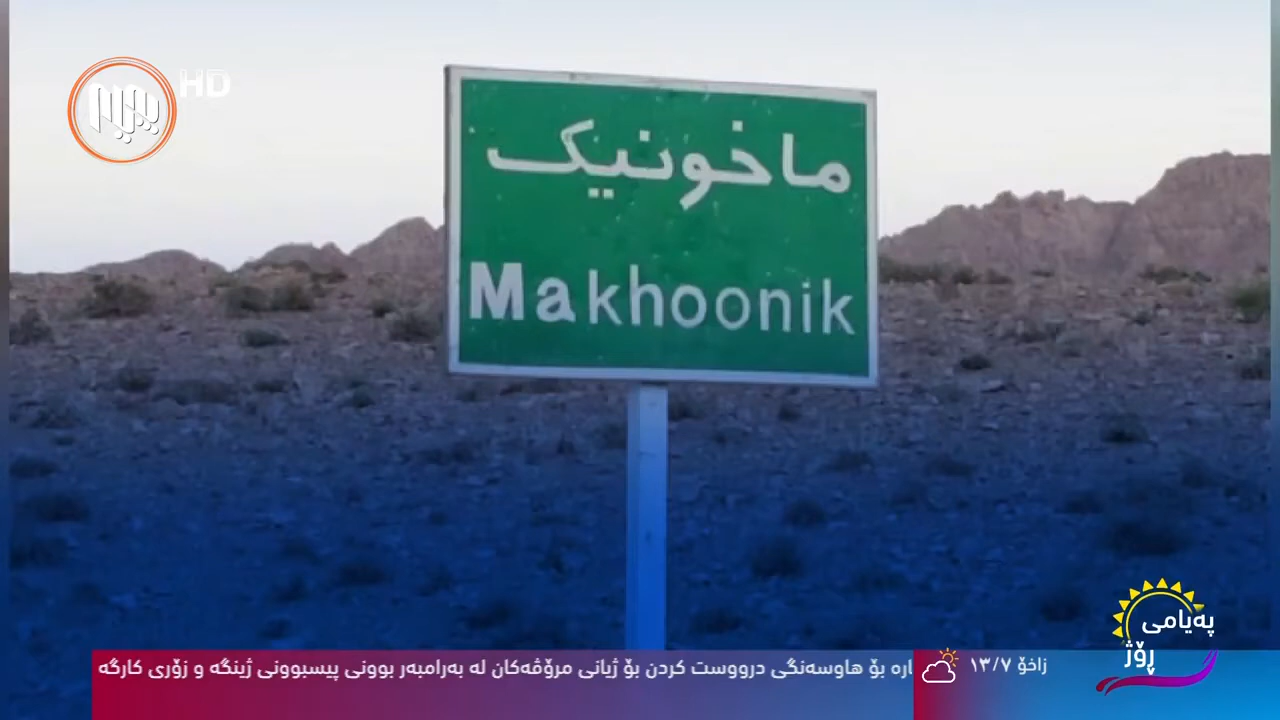 HD
ماخونیک
Makhoonik
پەیامی
ڕۆژ
زاخۆ ١٣/٧
ارە بۆ هاوسەنگی درووست کردن بۆ ژیانی مرۆڤەکان لە بەرامبەر بوونی پیسبوونی ژینگە و زۆری کارگە